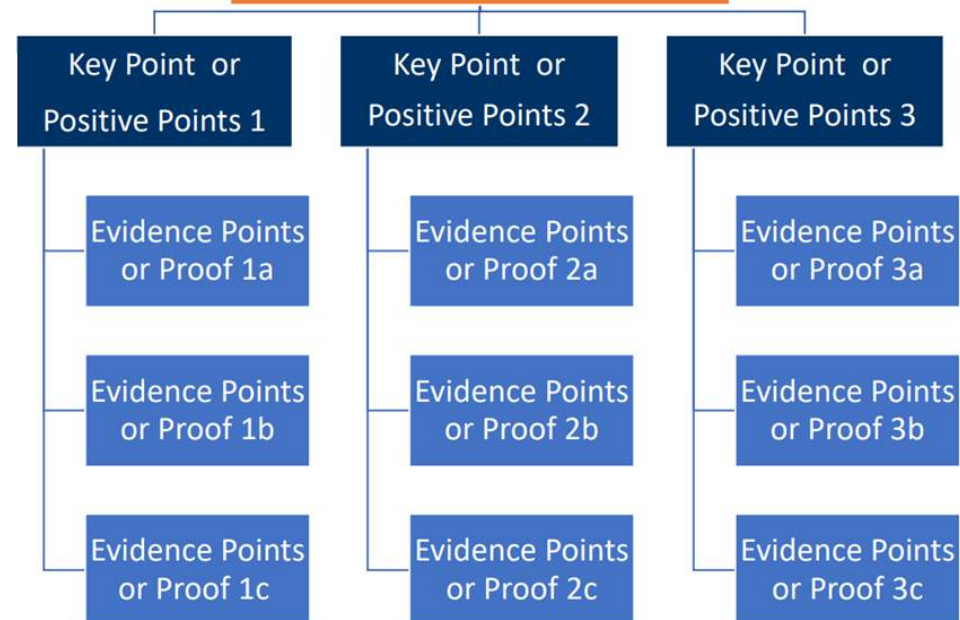 Key Point or
Positive Points 1
Key Point or
Positive Points 2
Key Point or
Positive Points 3
Evidence Points
or Proof 1a
Evidence Points
or Proof 2a
Evidence Points
or Proof 3a
Evidence Points
or Proof 1b
Evidence Points
or Proof 2b
Evidence Points
or Proof 3b
Evidence Points
or Proof 1c
Evidence Points
or Proof 2c
Evidence Points
or Proof 3c